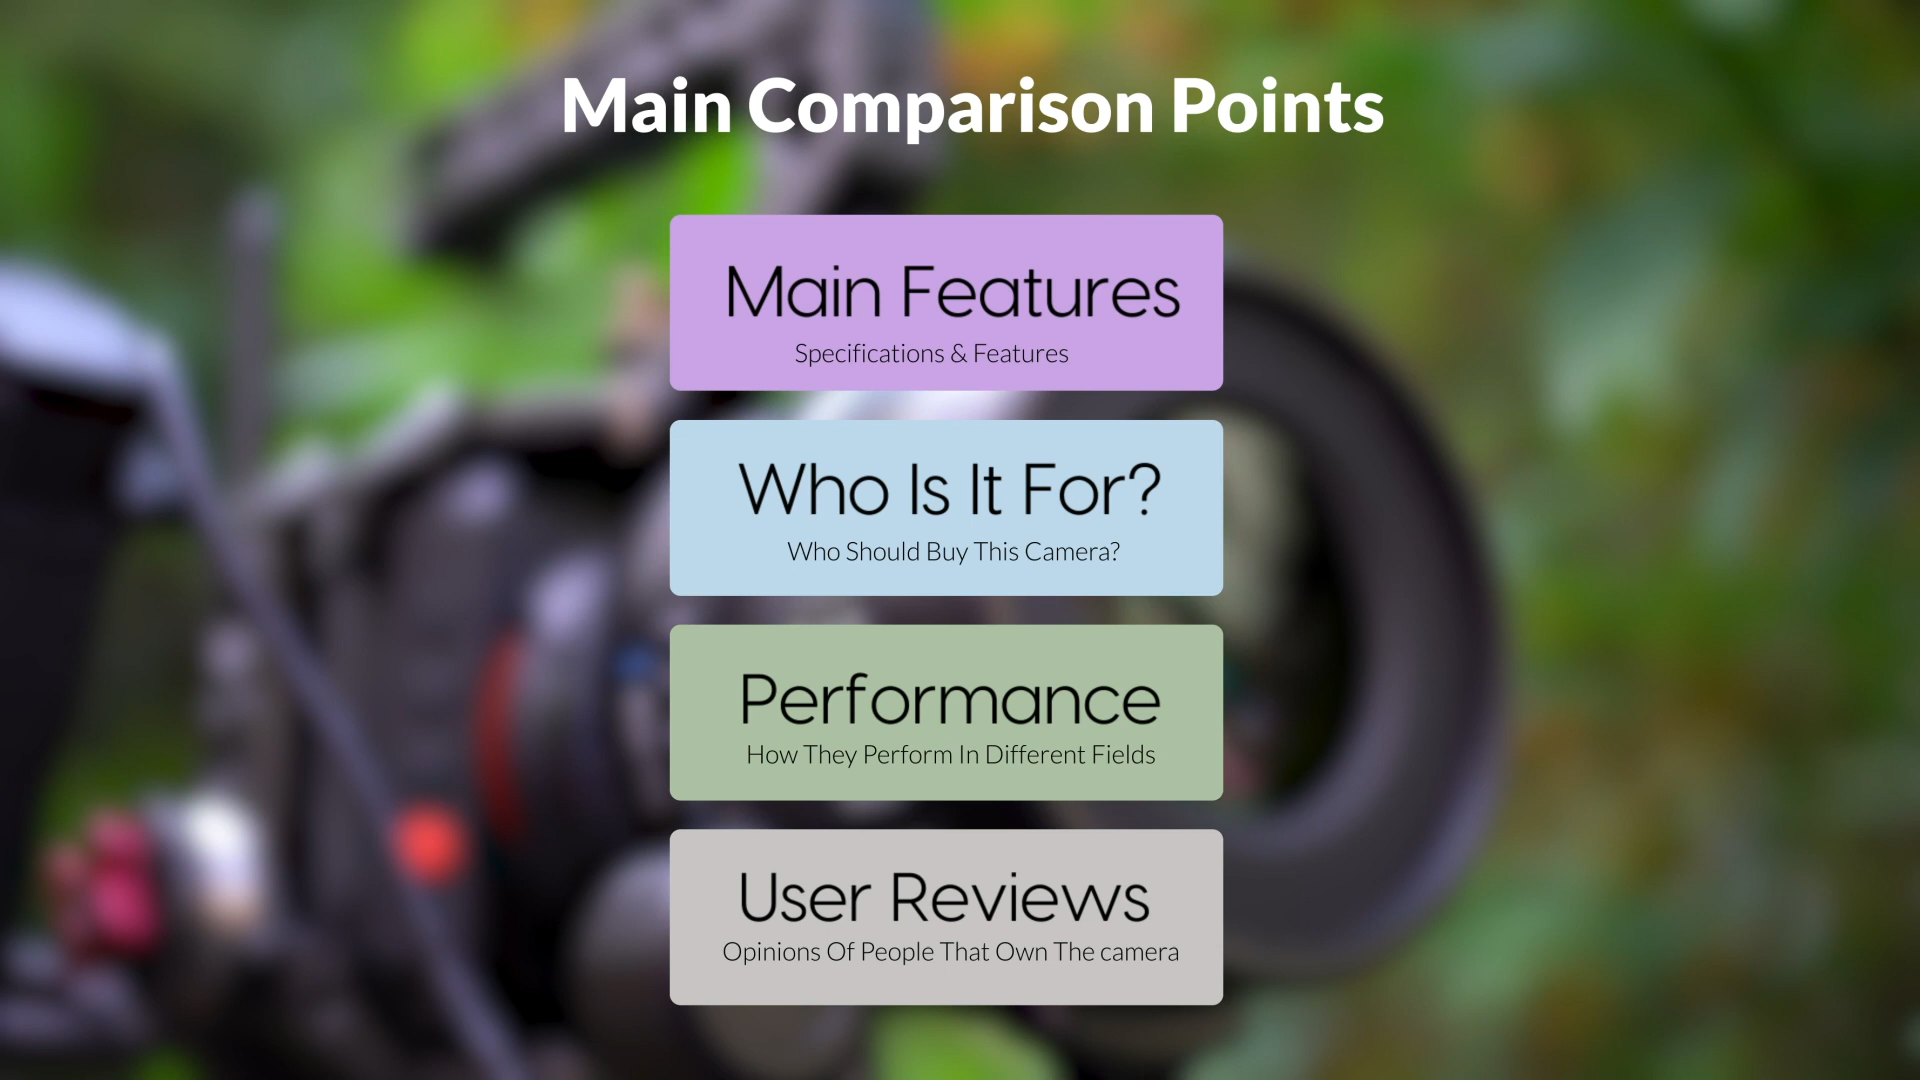 Main Comparison Points
Main Features
Specifications & Features
Who Is It For?
Who Should Buy This Camera?
Performance
How They Perform In Different Fields
User Reviews
Opinions Of People That Own The camera